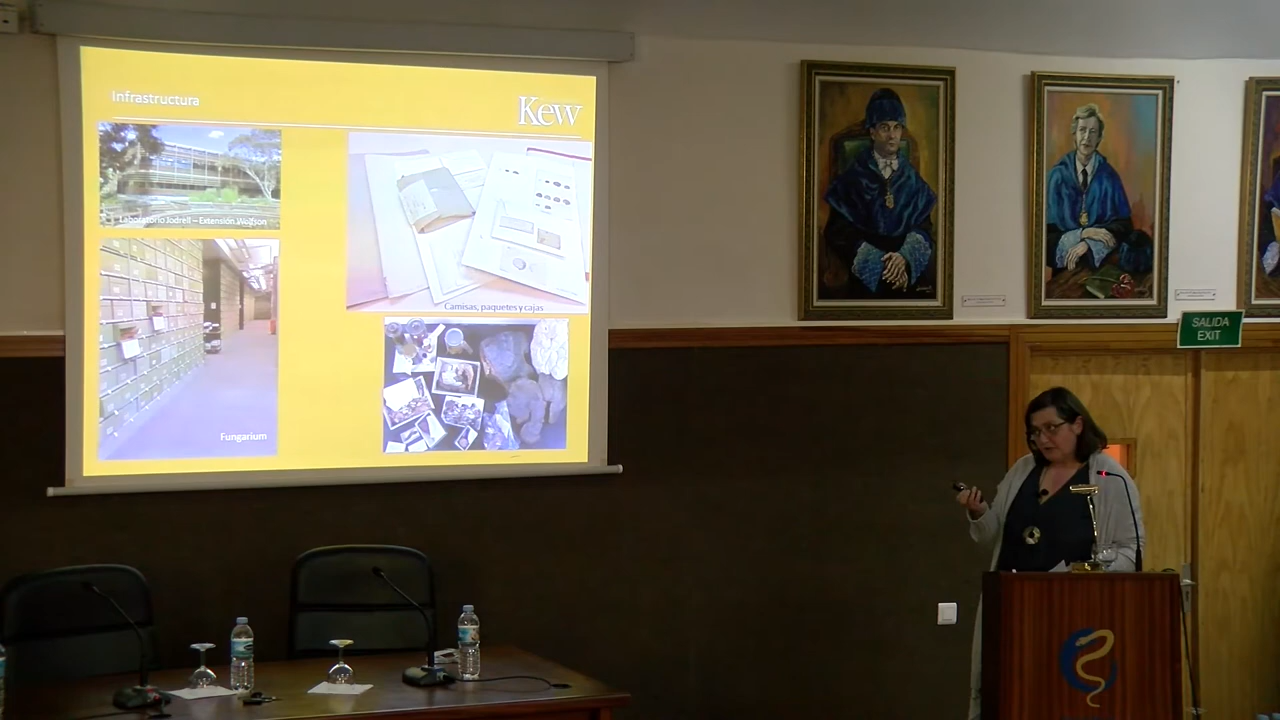 Infrastructura
Kew
Laboratorio Jodrell – Extensión Wolfson
Camisas, paquetes y cajas
Fungarium
SALIDA
EXIT